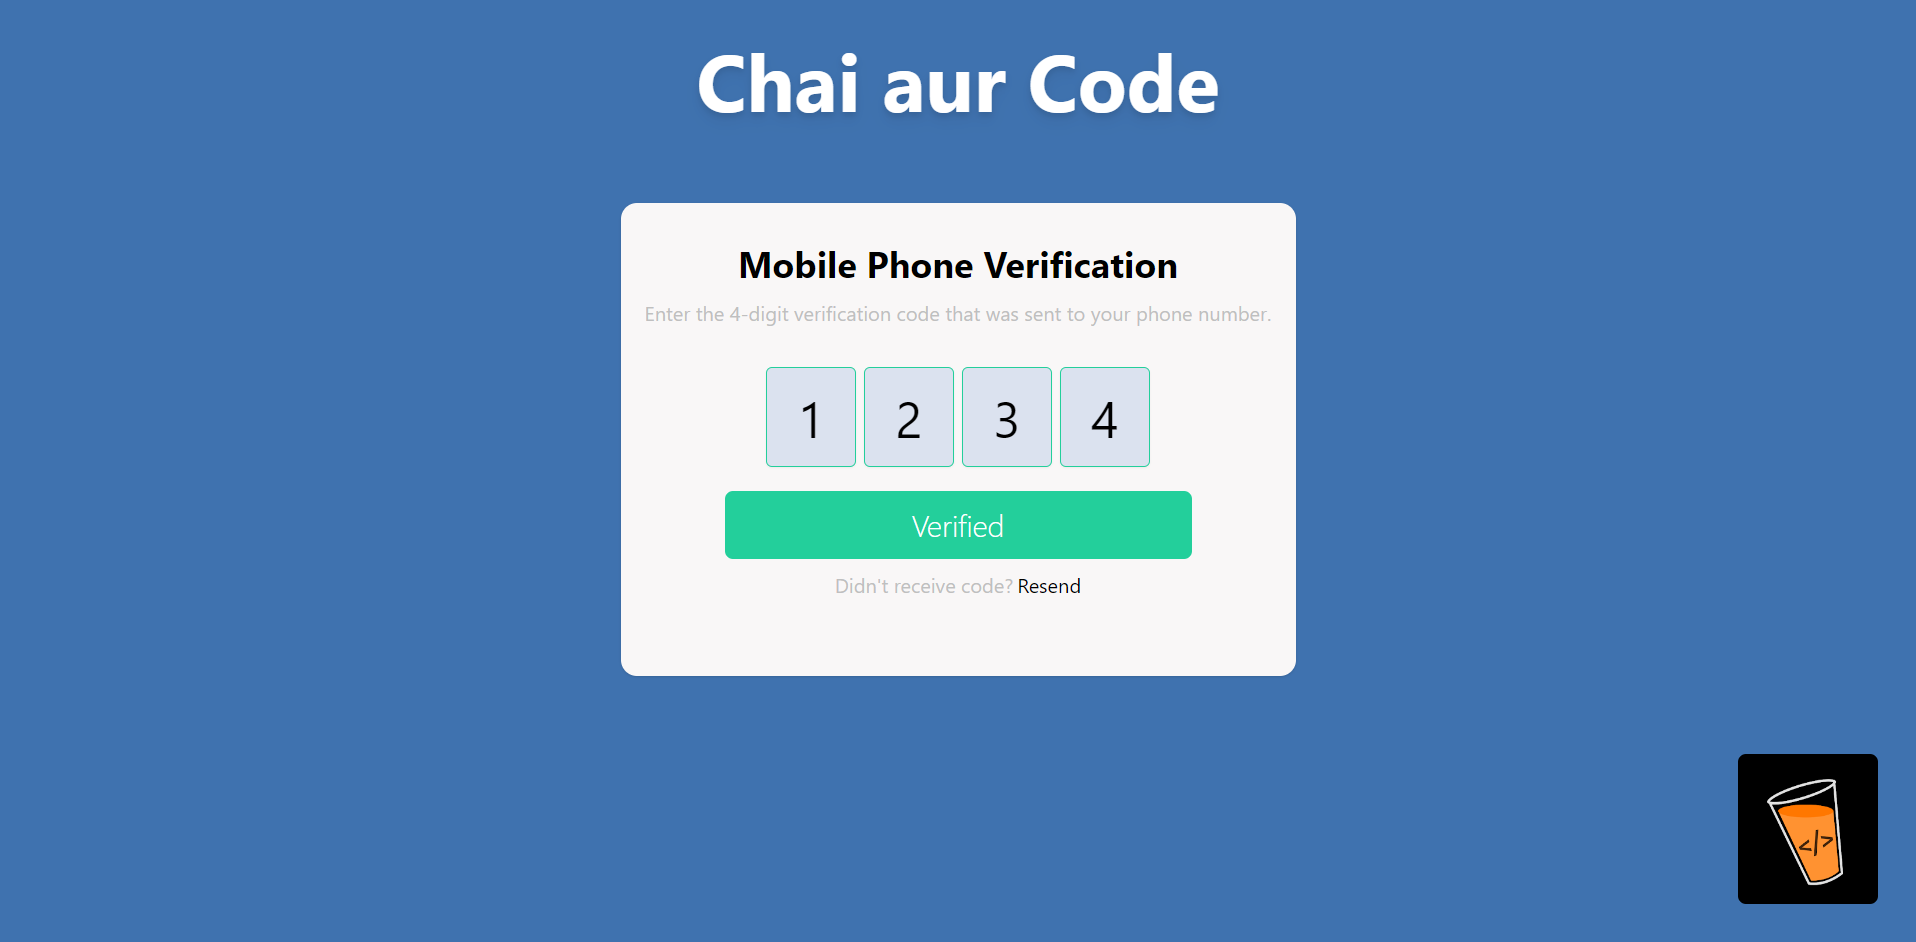 Chai aur Code
Mobile Phone Verification
Enter the 4-digit verification code that was sent to your phone number.
1 2 3 4
Verified
Didn't receive code? Resend
</>